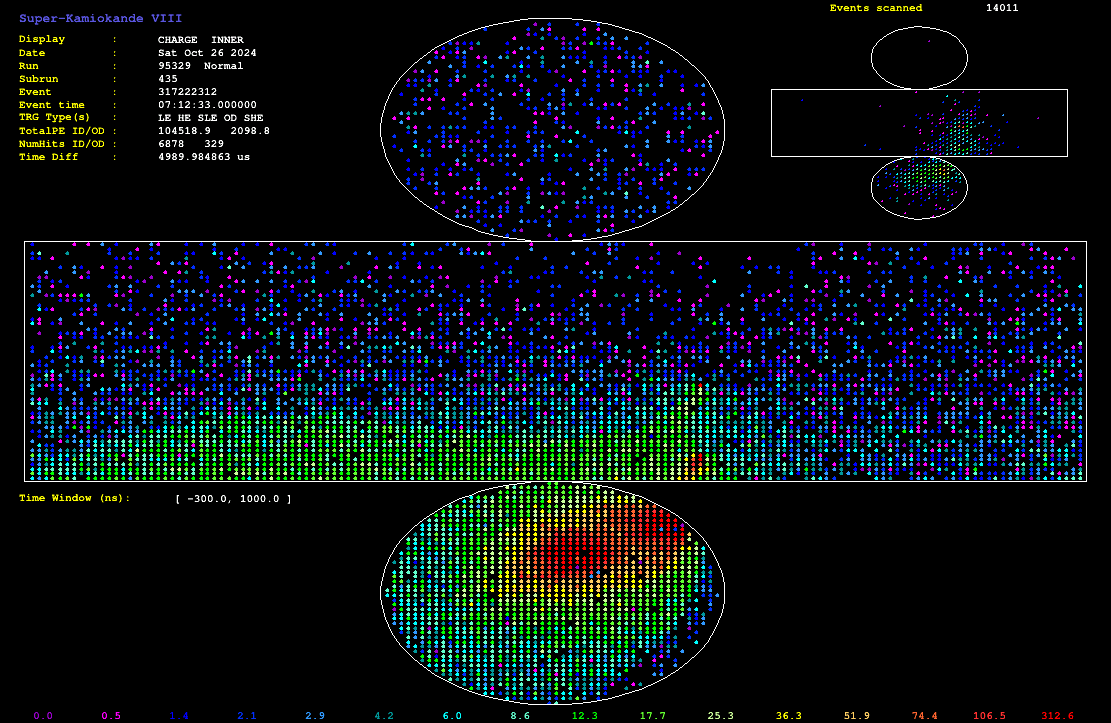 Super-Kamiokande VIII
Events scanned 14011
Display : CHARGE INNER
Date : Sat Oct 26 2024
Run : 95329 Normal
Subrun : 435
Event : 317222312
Event time : 07:12:33.000000
TRG Type(s) : LE HE SLE OD SHE
TotalPE ID/OD : 104518.9 2098.8
NumHits ID/OD : 6878 329
Time Diff : 4989.984863 us
Time Window (ns): [ -300.0, 1000.0 ]
0.0 0.5 1.4 2.1 2.9 4.2 6.0 8.6 12.3 17.7 25.3 36.3 51.9 74.4 106.5 312.6